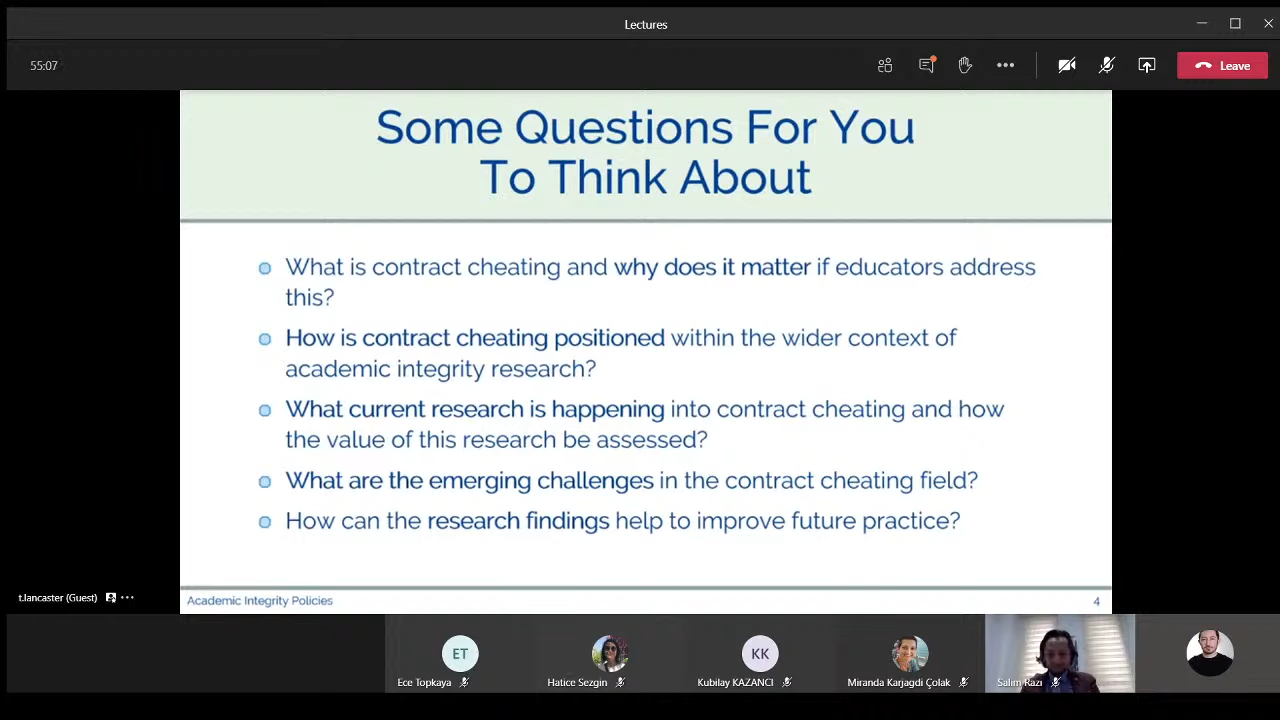 Lectures
55:07
Leave
Some Questions For You
To Think About
What is contract cheating and why does it matter if educators address
this?
How is contract cheating positioned within the wider context of
academic integrity research?
What current research is happening into contract cheating and how
the value of this research be assessed?
What are the emerging challenges in the contract cheating field?
How can the research findings help to improve future practice?
t.lancaster (Guest)
Academic Integrity Policies
4
ET
KK
Ece Topkaya
Hatice Sezgin
Kubilay KAZANCI
Miranda Karjagdi Çolak
Salim Razı